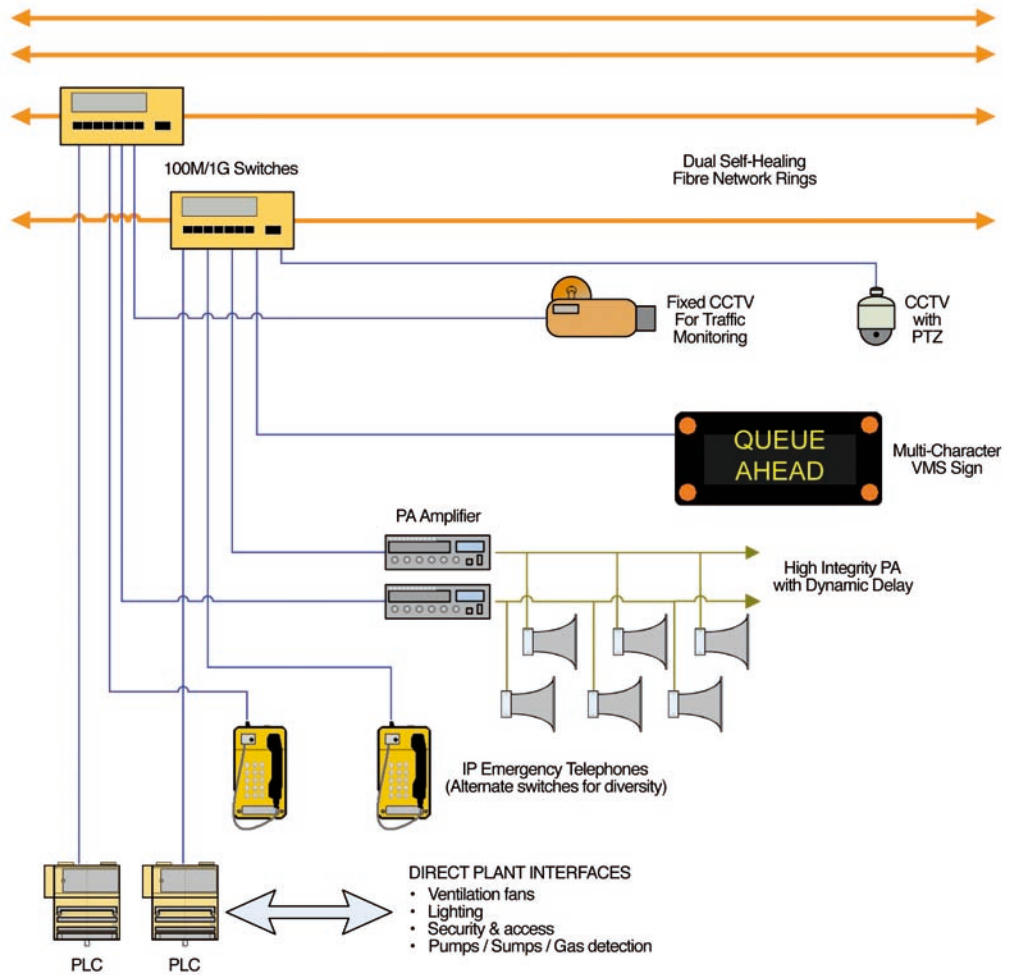 100M/1G Switches
Dual Self-Healing
Fibre Network Rings
Fixed CCTV
For Traffic
Monitoring
CCTV
with
PTZ
QUEUE
AHEAD
Multi-Character
VMS Sign
PA Amplifier
High Integrity PA
with Dynamic Delay
IP Emergency Telephones
(Alternate switches for diversity)
DIRECT PLANT INTERFACES
• Ventilation fans
• Lighting
• Security & access
• Pumps / Sumps / Gas detection
PLC
PLC